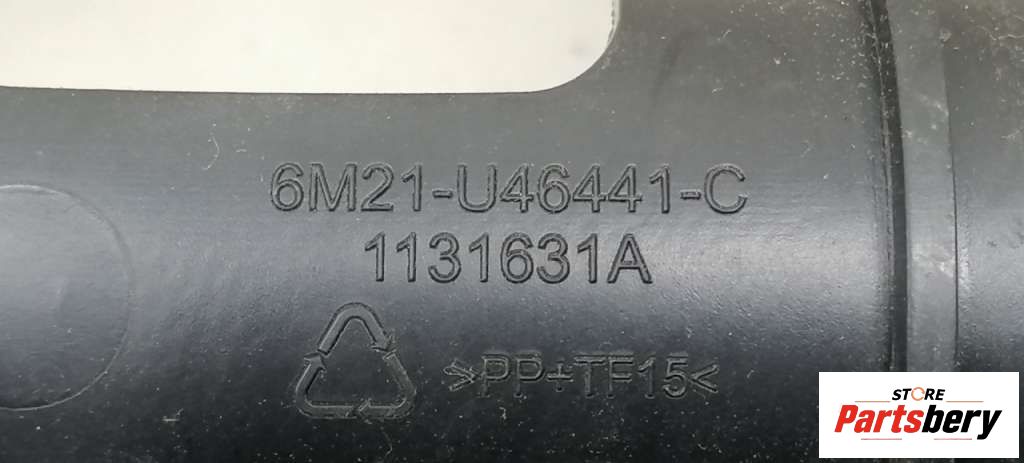 6M21-U46441-C
1131631A
>PP+TF15<
STORE
Partsbery